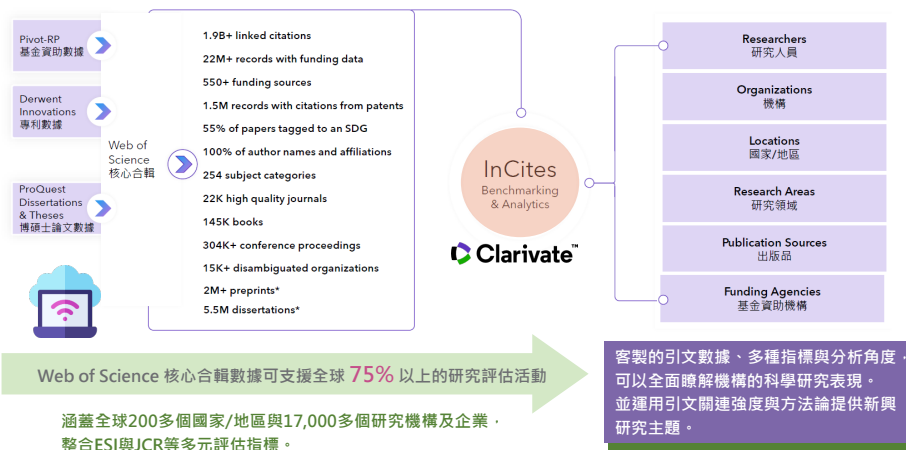 Pivot-RP
基金資助數據
Derwent
Innovations
專利數據
ProQuest
Dissertations
& Theses
博碩士論文數據
Web of
Science
核心合輯
1.9B+ linked citations
22M+ records with funding data
550+ funding sources
1.5M records with citations from patents
55% of papers tagged to an SDG
100% of author names and affiliations
254 subject categories
22K high quality journals
145K books
304K+ conference proceedings
15K+ disambiguated organizations
2M+ preprints*
5.5M dissertations*
InCites
Benchmarking
& Analytics
Clarivate™
Researchers
研究人員
Organizations
機構
Locations
國家/地區
Research Areas
研究領域
Publication Sources
出版品
Funding Agencies
基金資助機構
Web of Science 核心合輯數據可支援全球 75% 以上的研究評估活動
涵蓋全球200多個國家/地區與17,000多個研究機構及企業，
整合ESI與JCR等多元評估指標。
客製的引文數據、多種指標與分析角度，
可以全面瞭解機構的科學研究表現。
並運用引文關連強度與方法論提供新興
研究主題。